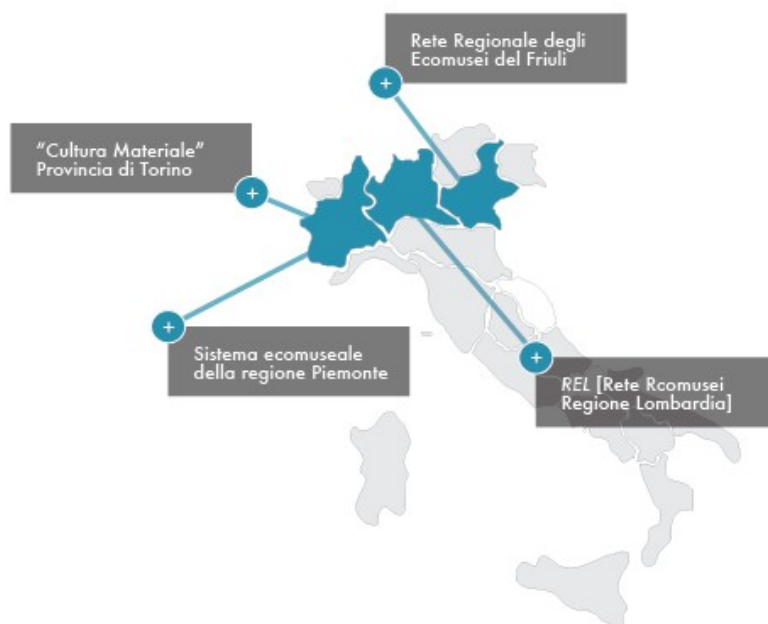 Rete Regionale degli
Ecomusei del Friuli
“Cultura Materiale”
Provincia di Torino
Sistema ecomuseale
della regione Piemonte
REL [Rete Rcomusei
Regione Lombardia]